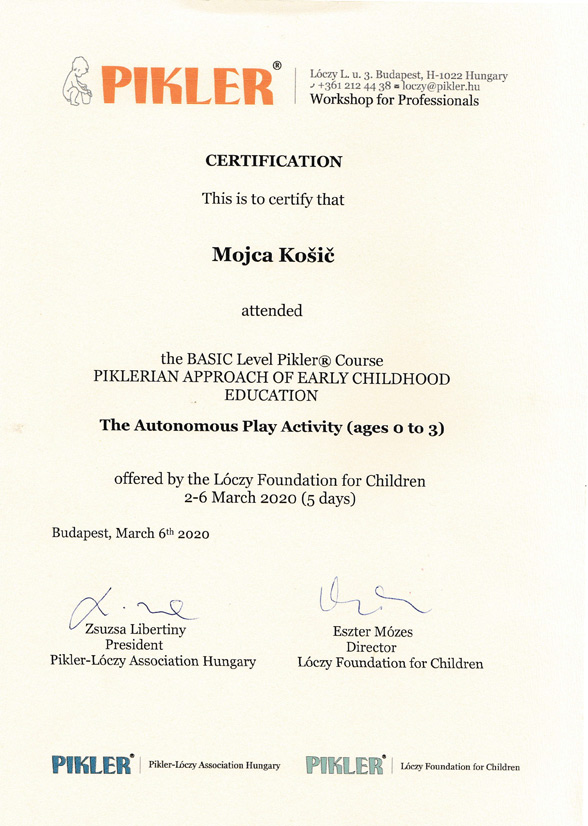 PIKLER®
Lóczy L. u. 3. Budapest, H-1022 Hungary
+361 212 44 38 loczy@pikler.hu
Workshop for Professionals
CERTIFICATION
This is to certify that
Mojca Košič
attended
the BASIC Level Pikler® Course
PIKLERIAN APPROACH OF EARLY CHILDHOOD
EDUCATION
The Autonomous Play Activity (ages 0 to 3)
offered by the Lóczy Foundation for Children
2-6 March 2020 (5 days)
Budapest, March 6th 2020
Zsuzsa Libertiny
President
Pikler-Lóczy Association Hungary
Eszter Mózes
Director
Lóczy Foundation for Children
PIKLER® Pikler-Lóczy Association Hungary
PIKLER® Lóczy Foundation for Children